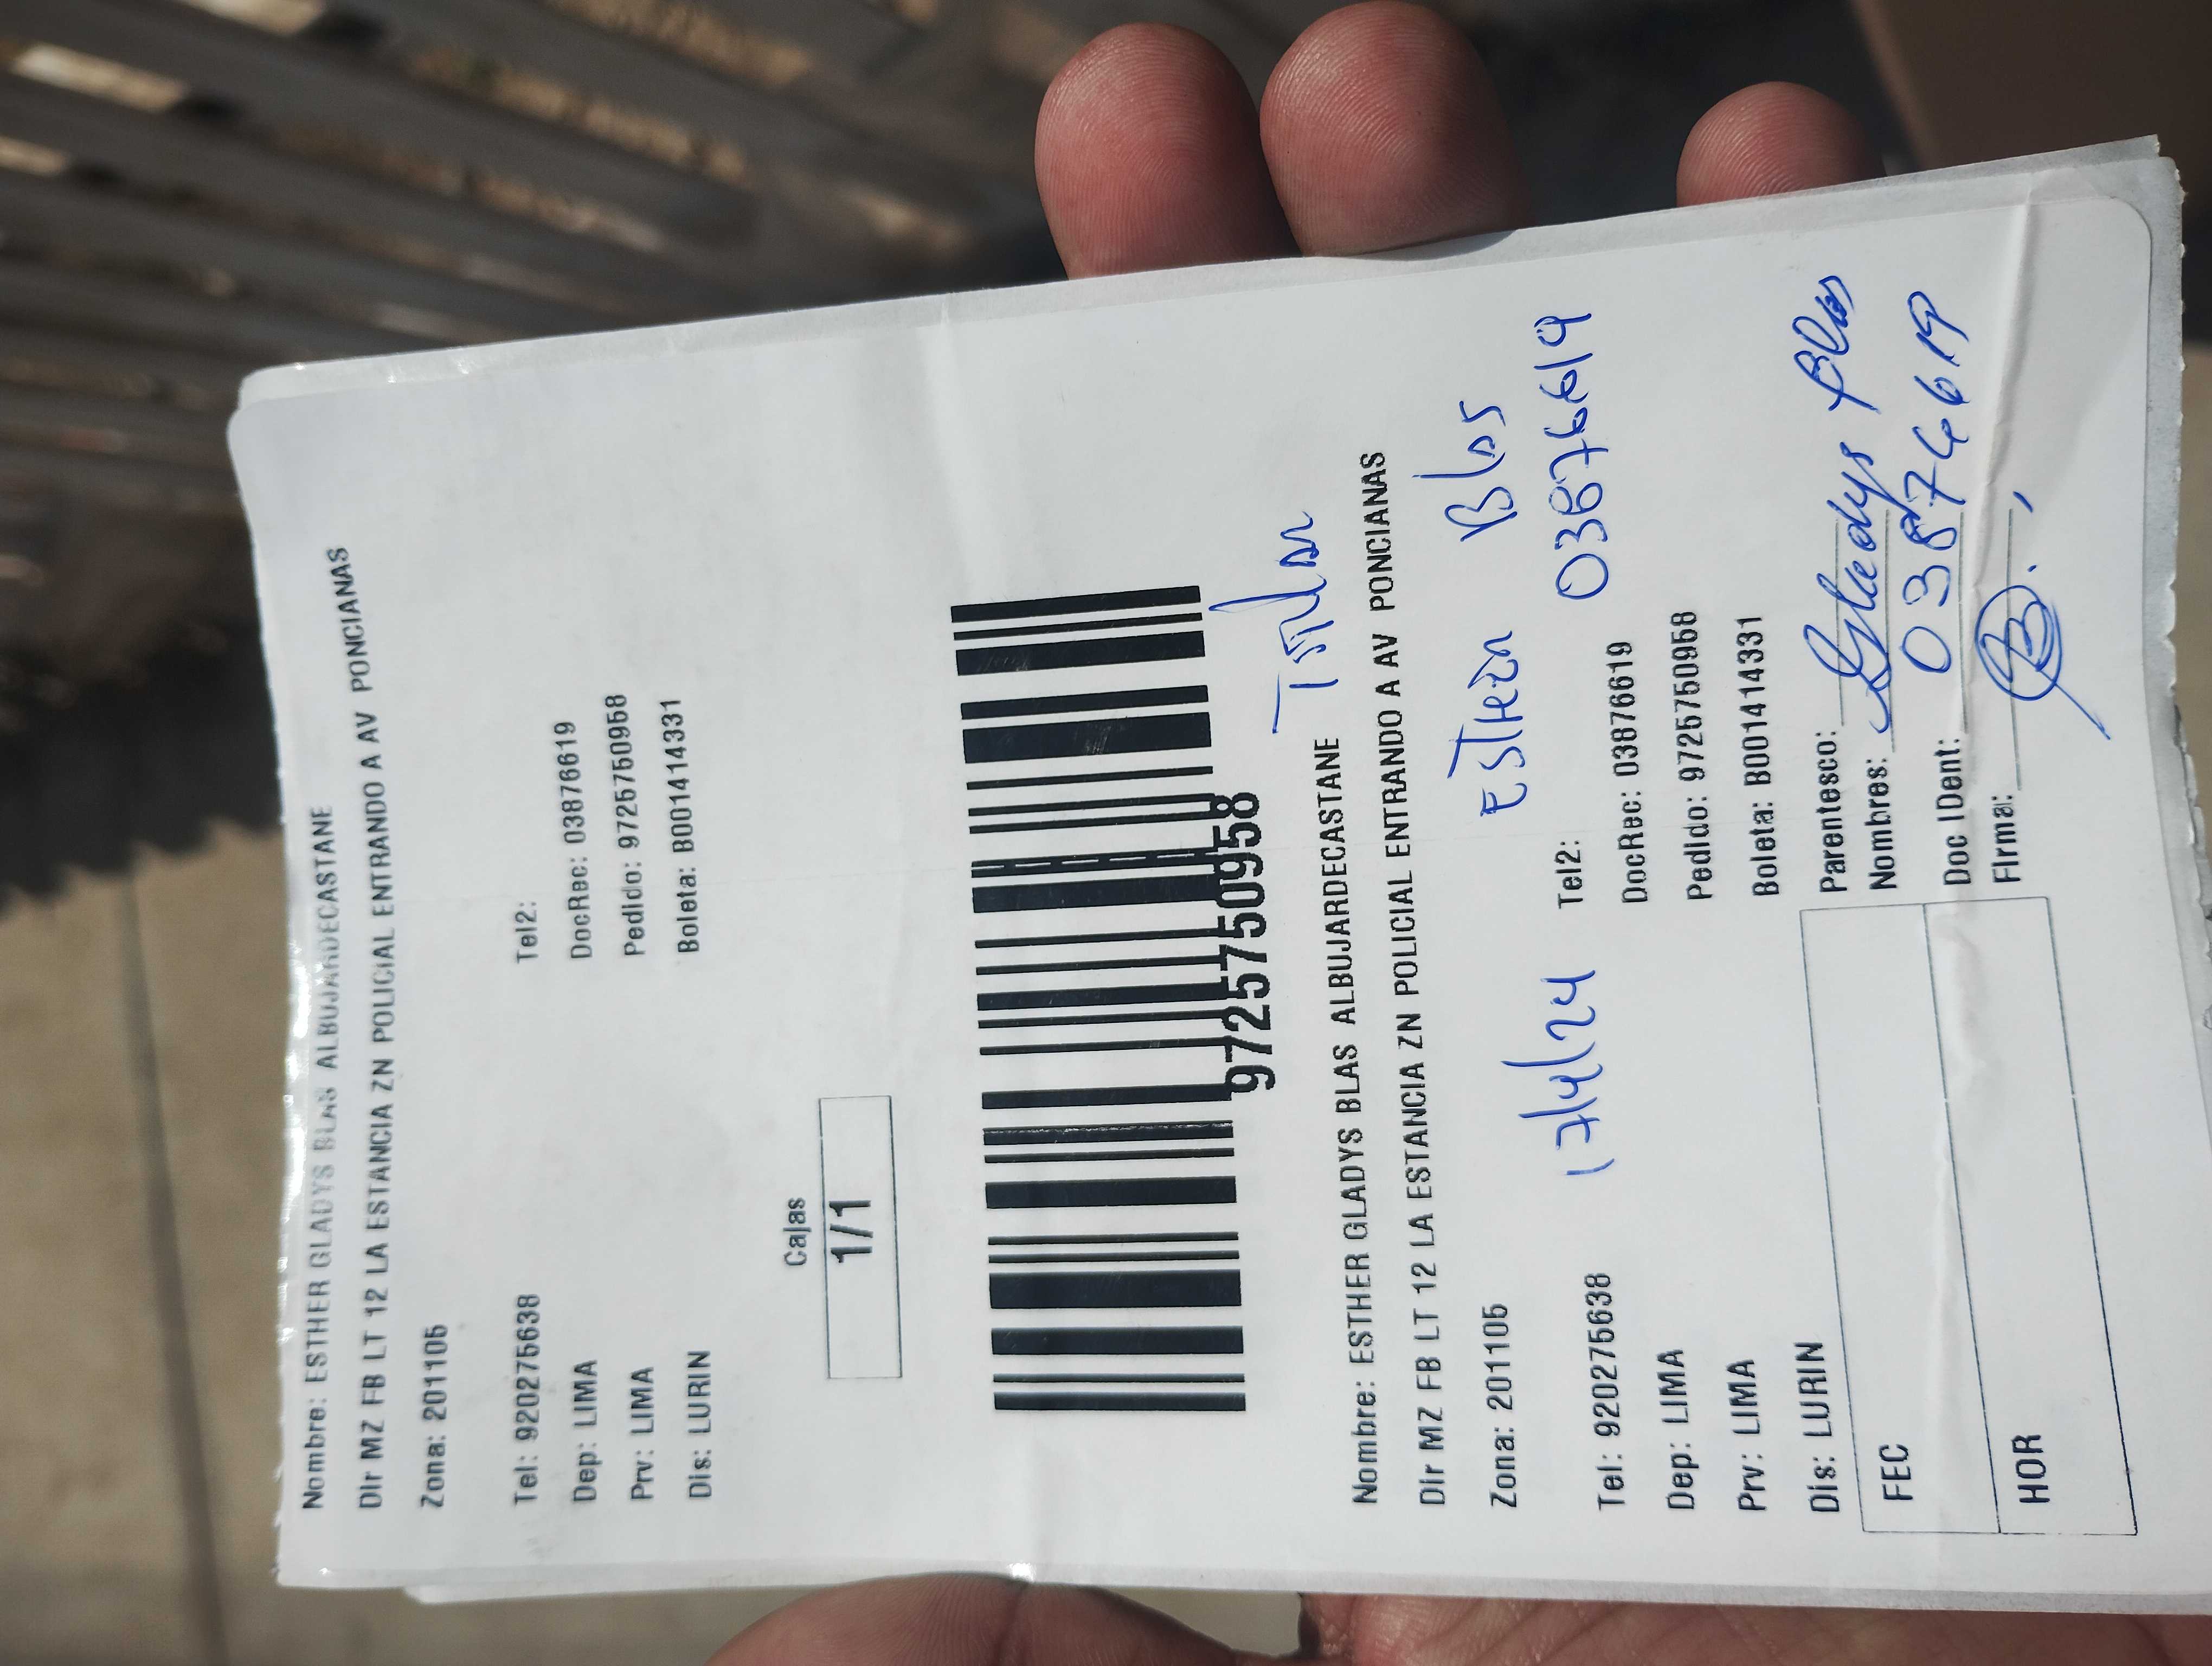 Nombre: ESTHER GLADYS BLAS ALBUJARDECASTANE
Dir MZ FB LT 12 LA ESTANCIA ZN POLICIAL ENTRANDO A AV PONCIANAS
Zona: 201105
Tel: 920275638 Tel2:
Dep: LIMA DocRec: 03876619
Prv: LIMA Pedido: 9725750958
Dis: LURIN Boleta: B001414331
Cajas
1/1
9725750958
Titular
Nombre: ESTHER GLADYS BLAS ALBUJARDECASTANE
Dir MZ FB LT 12 LA ESTANCIA ZN POLICIAL ENTRANDO A AV PONCIANAS
Zona: 201105 ESTHER Blas
17/4/24 Tel2: 03876619
Tel: 920275638 DocRec: 03876619
Dep: LIMA Pedido: 9725750958
Prv: LIMA Boleta: B001414331
Dis: LURIN Parentesco:
FEC Nombres: Gladys Blas
Doc IDent: 03876619
HOR Firma: